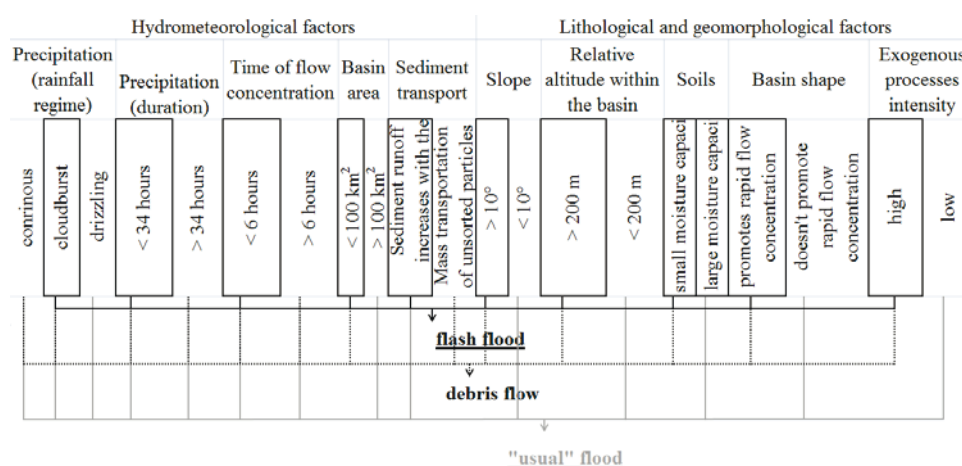 Hydrometeorological factors
Lithological and geomorphological factors
Precipitation
(rainfall
regime)
Precipitation
(duration)
Time of flow
concentration
Basin
area
Sediment
transport
Slope
Relative
altitude within
the basin
Soils
Basin shape
Exogenous
processes
intensity
conrinous
cloudburst
drizzling
< 34 hours
> 34 hours
< 6 hours
> 6 hours
< 100 km²
> 100 km²
Sediment runoff
increases with the
Mass transportation
of unsorted particles
> 10°
< 10°
> 200 m
< 200 m
small moisture capaci
large moisture capaci
promotes rapid flow
concentration
doesn't promote
rapid flow
concentration
high
low
flash flood
debris flow
"usual" flood